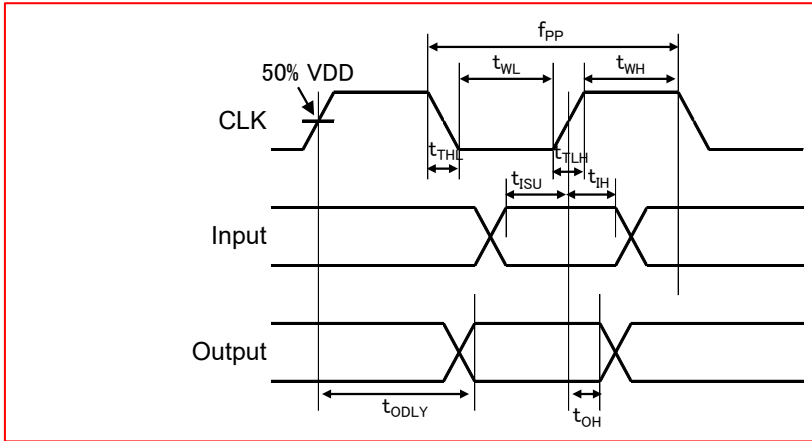 fPP
tWL
tWH
50% VDD
CLK
tTHL
tTLH
tISU
tIH
Input
Output
tODLY
tOH